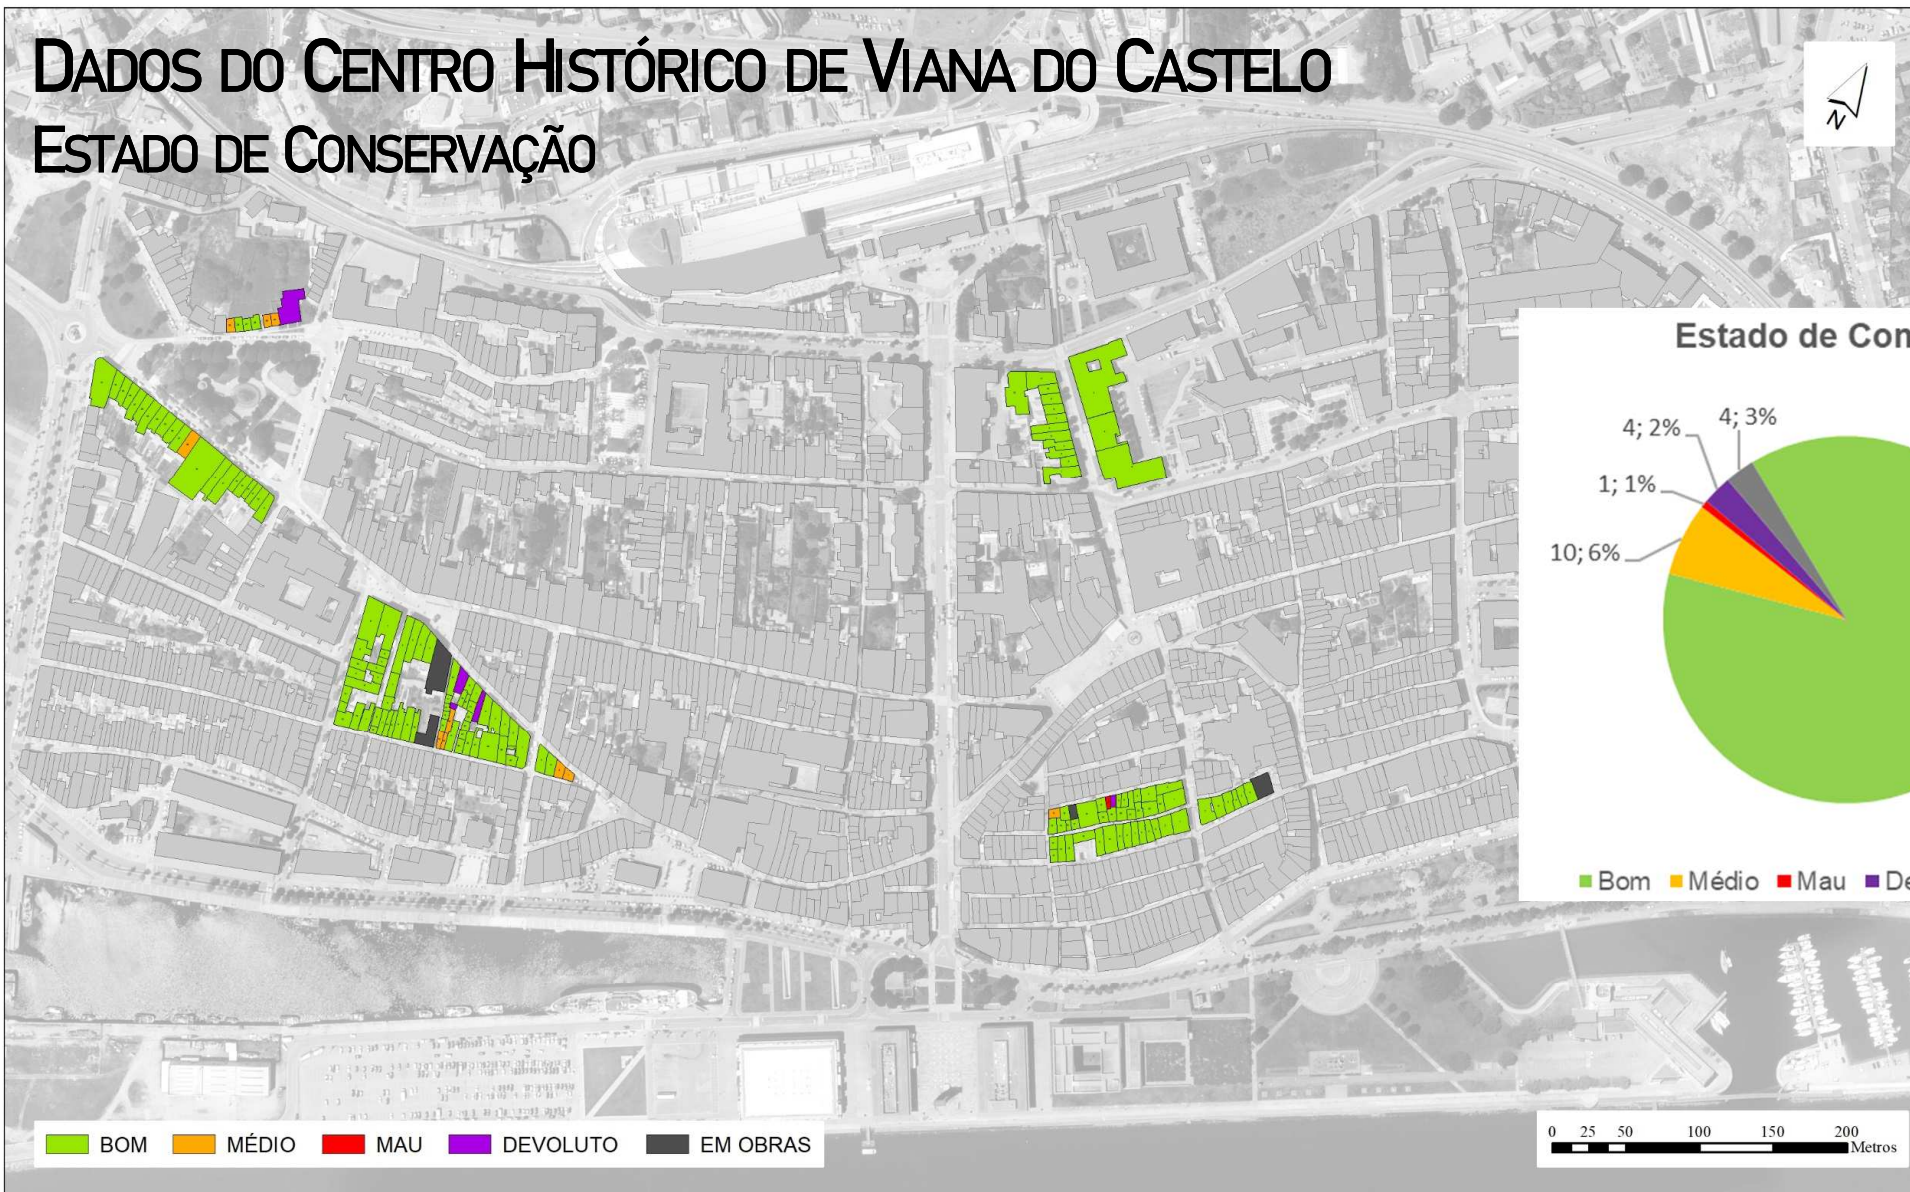 DADOS DO CENTRO HISTÓRICO DE VIANA DO CASTELO
ESTADO DE CONSERVAÇÃO
N
Estado de Con
4; 3%
4; 2%
1; 1%
10; 6%
Bom Médio Mau De
BOM MÉDIO MAU DEVOLUTO EM OBRAS
0 25 50 100 150 200
Metros